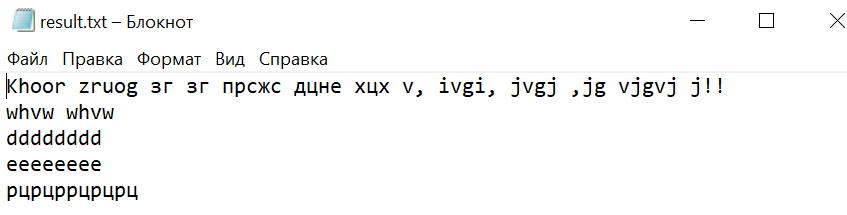 result.txt – Блокнот
Файл Правка Формат Вид Справка
Khoor zruog зг зг прсжс дцне хцх v, ivgi, jvgj ,jg vjgvj j!!
whvw whvw
dddddddd
eeeeeeee
рцрцррцрцрц